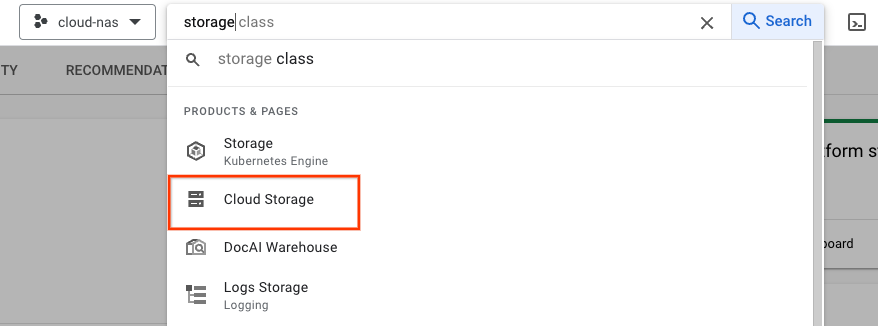 cloud-nas
storage class
Search
TY
RECOMMENDAT
storage class
PRODUCTS & PAGES
Storage
Kubernetes Engine
tform s
Cloud Storage
DocAI Warehouse
board
Logs Storage
Logging